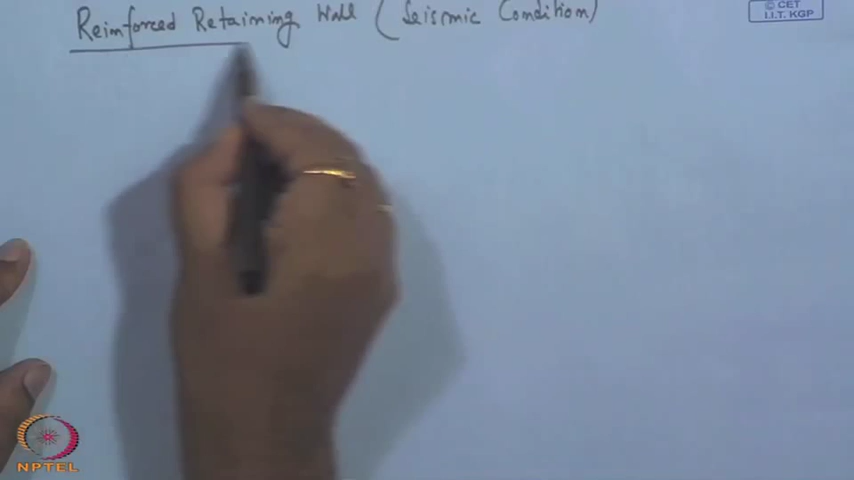 Reinforced Retaining Wall (Seismic Condition)
© CET
I.I.T. KGP
NPTEL